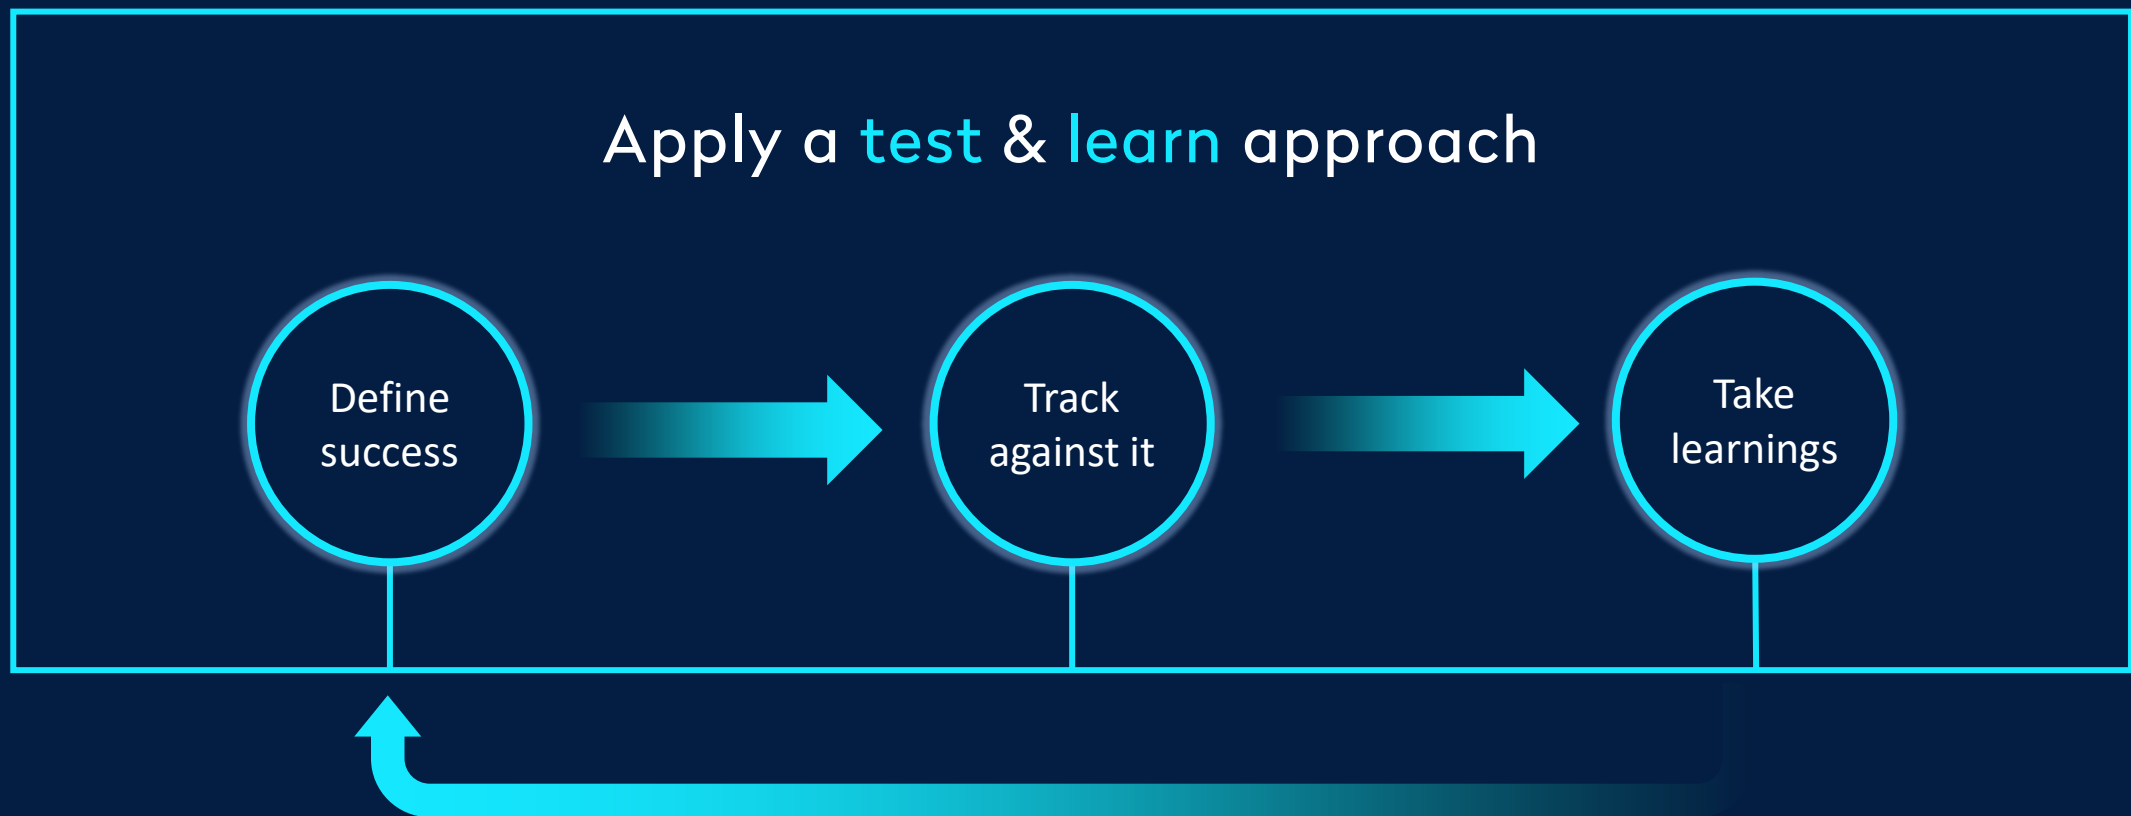 Apply a test & learn approach
Define
success
Track
against it
Take
learnings